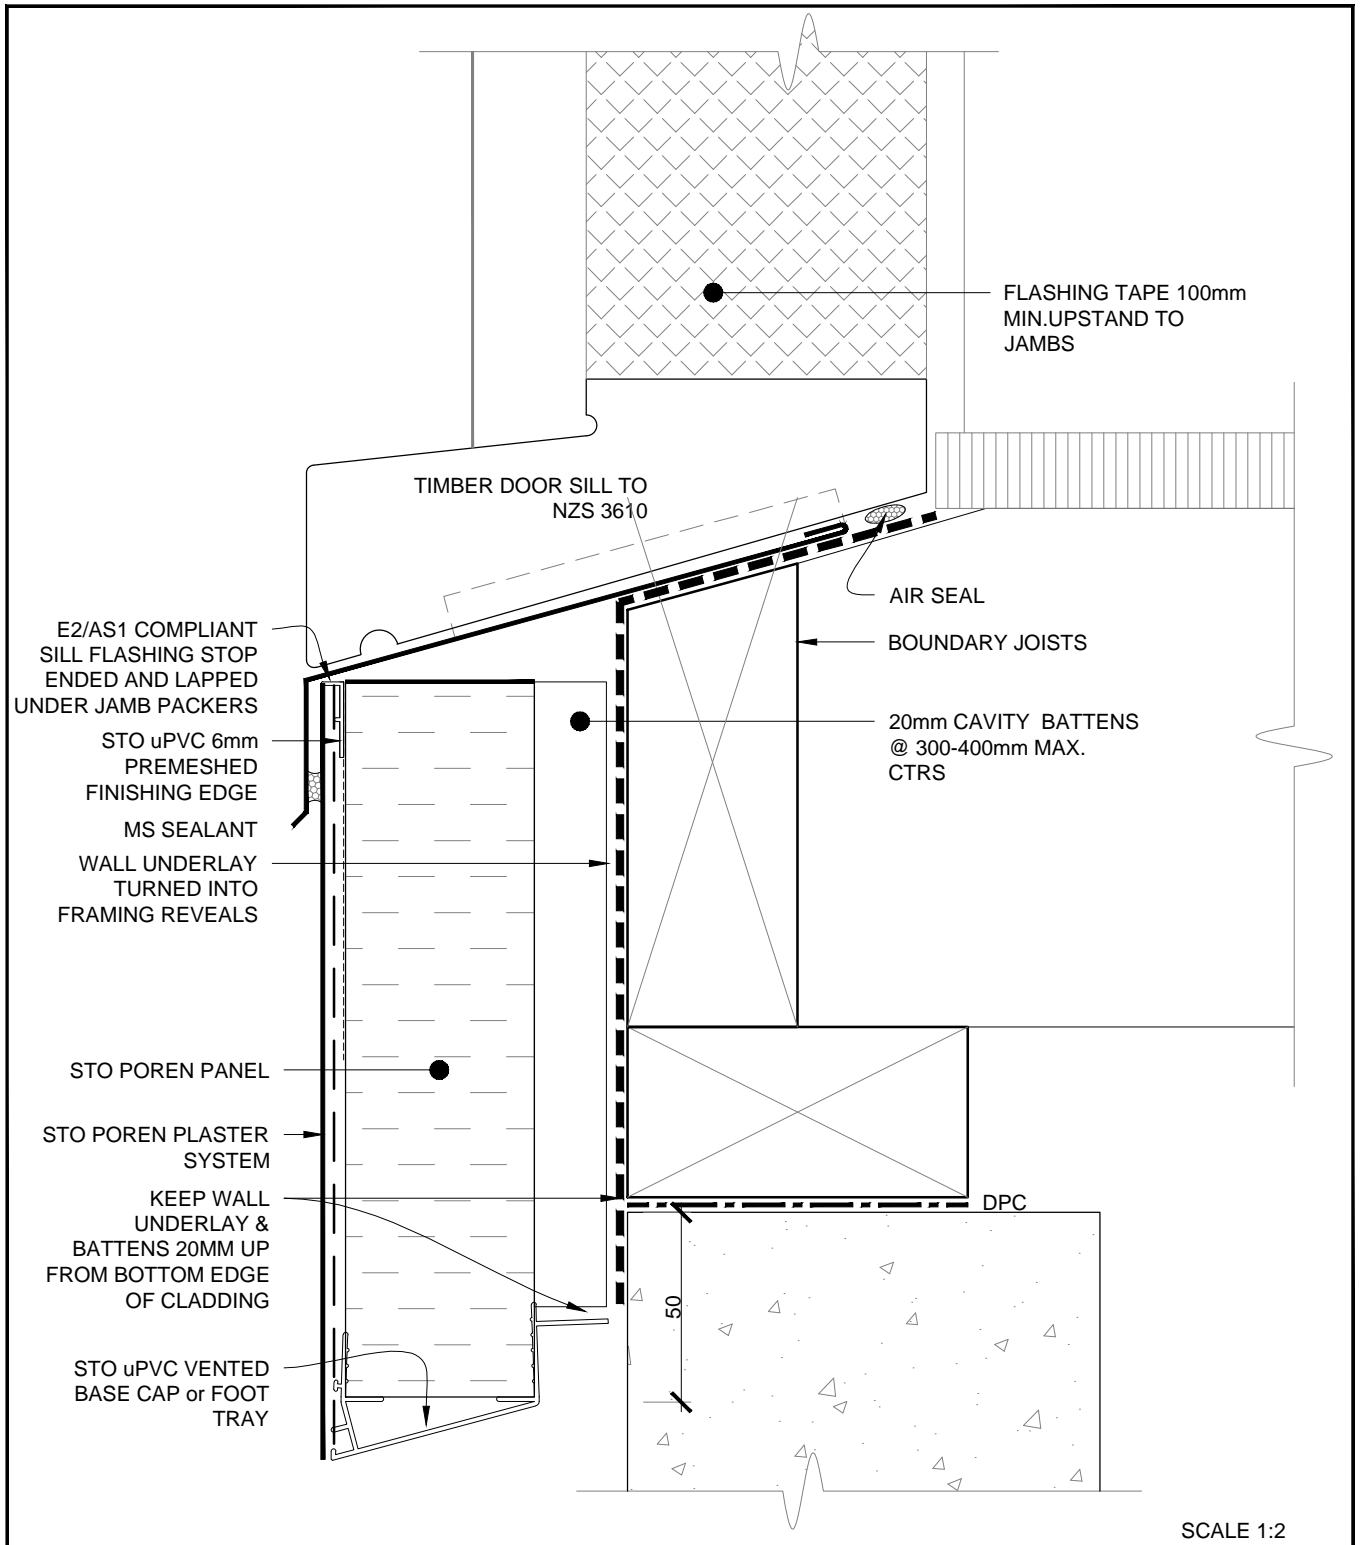 FLASHING TAPE 100mm
MIN.UPSTAND TO
JAMBS
TIMBER DOOR SILL TO
NZS 3610
AIR SEAL
BOUNDARY JOISTS
20mm CAVITY BATTENS
@ 300-400mm MAX.
CTRS
E2/AS1 COMPLIANT
SILL FLASHING STOP
ENDED AND LAPPED
UNDER JAMB PACKERS
STO uPVC 6mm
PREMESHED
FINISHING EDGE
MS SEALANT
WALL UNDERLAY
TURNED INTO
FRAMING REVEALS
STO POREN PANEL
STO POREN PLASTER
SYSTEM
KEEP WALL
UNDERLAY &
BATTENS 20MM UP
FROM BOTTOM EDGE
OF CLADDING
DPC
50
STO uPVC VENTED
BASE CAP or FOOT
TRAY
SCALE 1:2